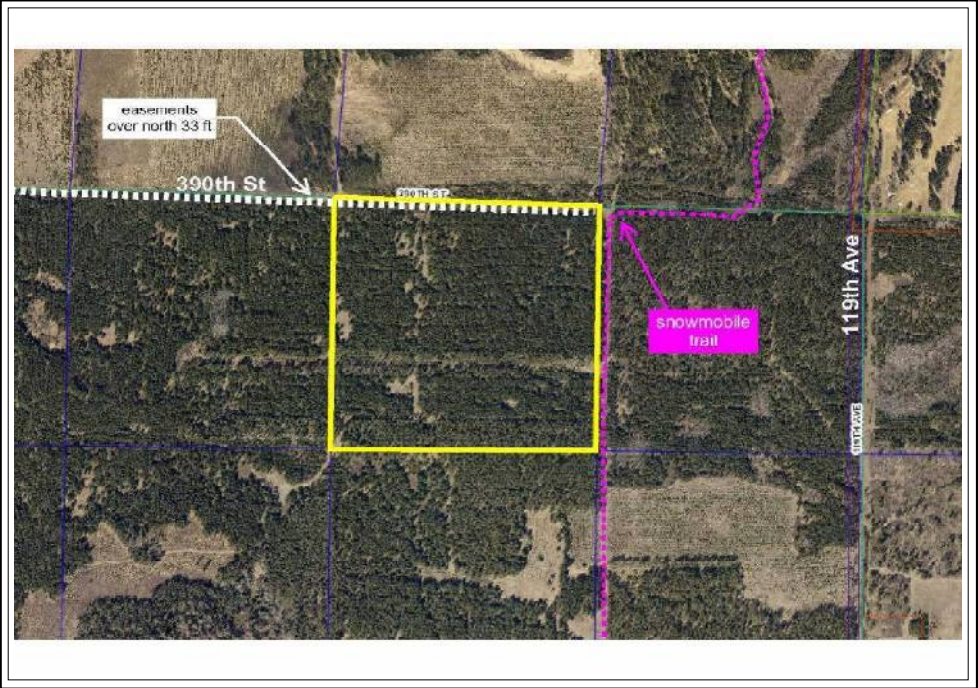 easements
over north 33 ft
390th St
390TH ST
119th Ave
snowmobile
trail
119TH AVE